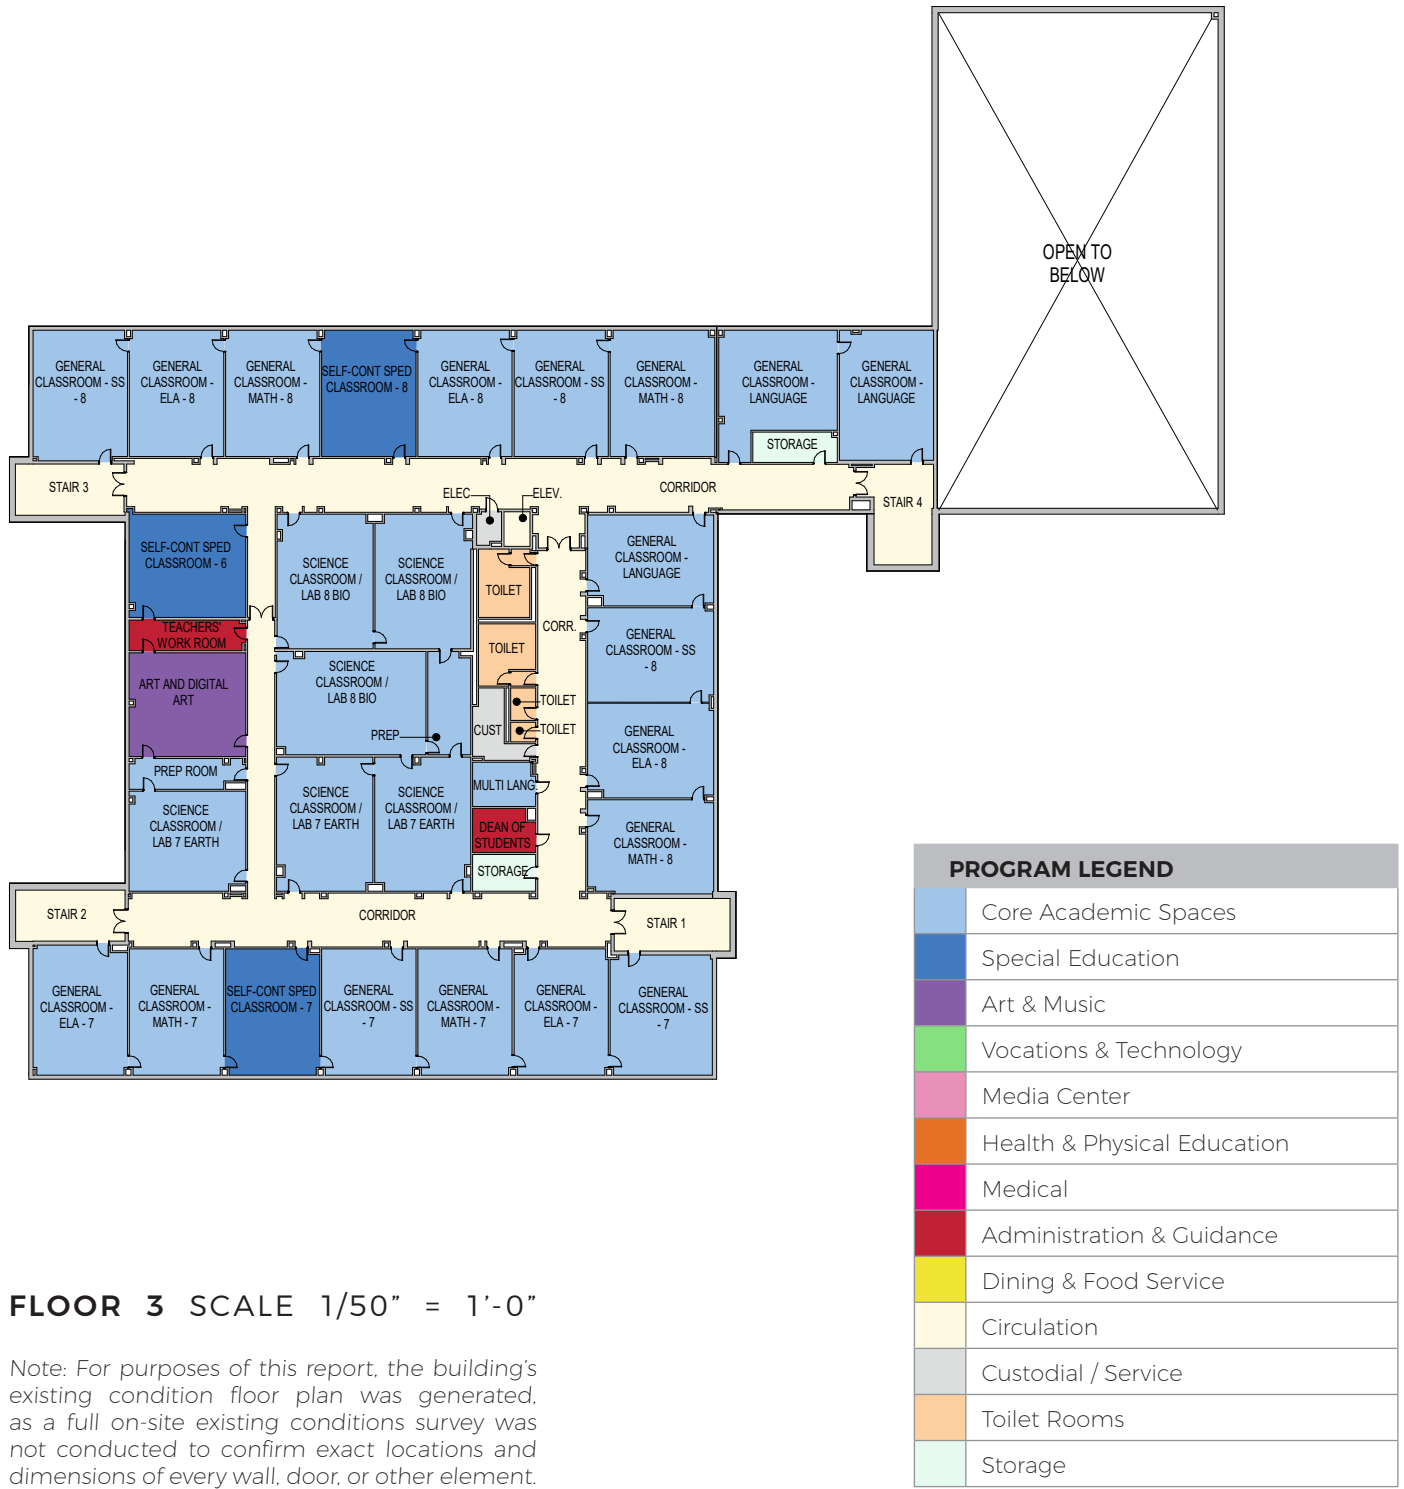 OPEN TO
BELOW
GENERAL
CLASSROOM - SS
- 8
GENERAL
CLASSROOM -
ELA - 8
GENERAL
CLASSROOM -
MATH - 8
SELF-CONT SPED
CLASSROOM - 8
GENERAL
CLASSROOM -
ELA - 8
GENERAL
CLASSROOM - SS
- 8
GENERAL
CLASSROOM -
MATH - 8
GENERAL
CLASSROOM -
LANGUAGE
GENERAL
CLASSROOM -
LANGUAGE
STORAGE
STAIR 3
ELEC
ELEV.
CORRIDOR
STAIR 4
SELF-CONT SPED
CLASSROOM - 6
SCIENCE
CLASSROOM /
LAB 8 BIO
SCIENCE
CLASSROOM /
LAB 8 BIO
TOILET
GENERAL
CLASSROOM -
LANGUAGE
TEACHERS'
WORK ROOM
CORR.
TOILET
GENERAL
CLASSROOM - SS
- 8
ART AND DIGITAL
ART
SCIENCE
CLASSROOM /
LAB 8 BIO
PREP
TOILET
CUST
TOILET
GENERAL
CLASSROOM -
ELA - 8
PREP ROOM
MULTI LANG.
SCIENCE
CLASSROOM /
LAB 7 EARTH
SCIENCE
CLASSROOM /
LAB 7 EARTH
SCIENCE
CLASSROOM /
LAB 7 EARTH
DEAN OF
STUDENTS
GENERAL
CLASSROOM -
MATH - 8
STORAGE
STAIR 2
CORRIDOR
STAIR 1
GENERAL
CLASSROOM -
ELA - 7
GENERAL
CLASSROOM -
MATH - 7
SELF-CONT SPED
CLASSROOM - 7
GENERAL
CLASSROOM - SS
- 7
GENERAL
CLASSROOM -
MATH - 7
GENERAL
CLASSROOM -
ELA - 7
GENERAL
CLASSROOM - SS
- 7
PROGRAM LEGEND
Core Academic Spaces
Special Education
Art & Music
Vocations & Technology
Media Center
Health & Physical Education
Medical
Administration & Guidance
Dining & Food Service
Circulation
Custodial / Service
Toilet Rooms
Storage
FLOOR 3 SCALE 1/50” = 1’-0”
Note: For purposes of this report, the building’s
existing condition floor plan was generated,
as a full on-site existing conditions survey was
not conducted to confirm exact locations and
dimensions of every wall, door, or other element.